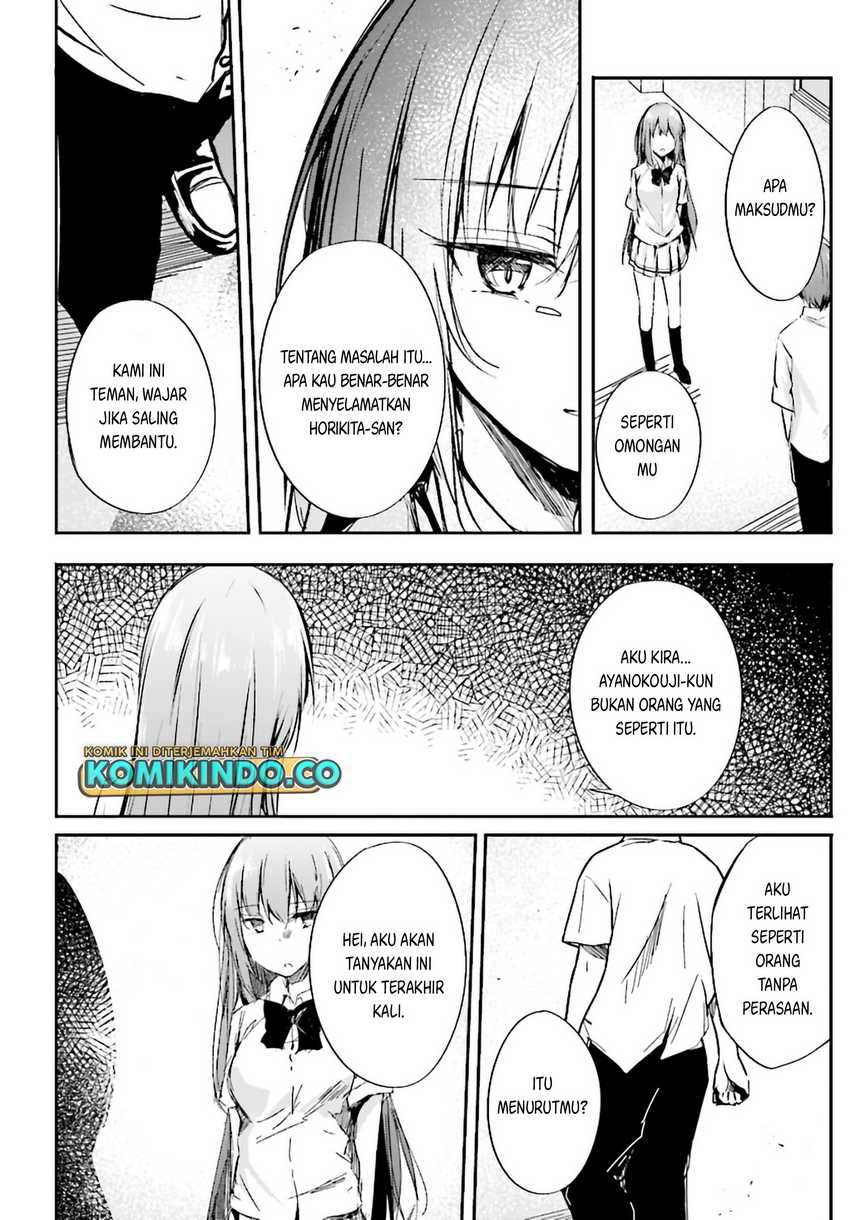 APA
MAKSUDMU?
SEPERTI
OMONGAN
MU
TENTANG MASALAH ITU...
APA KAU BENAR-BENAR
MENYELAMATKAN
HORIKITA-SAN?
KAMI INI
TEMAN, WAJAR
JIKA SALING
MEMBANTU.
AKU KIRA...
AYANOKOUJI-KUN
BUKAN ORANG YANG
SEPERTI ITU.
KOMIK INI DITERJEMAHKAN TIM
KOMIKINDO.CO
AKU
TERLIHAT
SEPERTI
ORANG
TANPA
PERASAAN.
ITU
MENURUTMU?
HEI, AKU AKAN
TANYAKAN INI
UNTUK TERAKHIR
KALI.